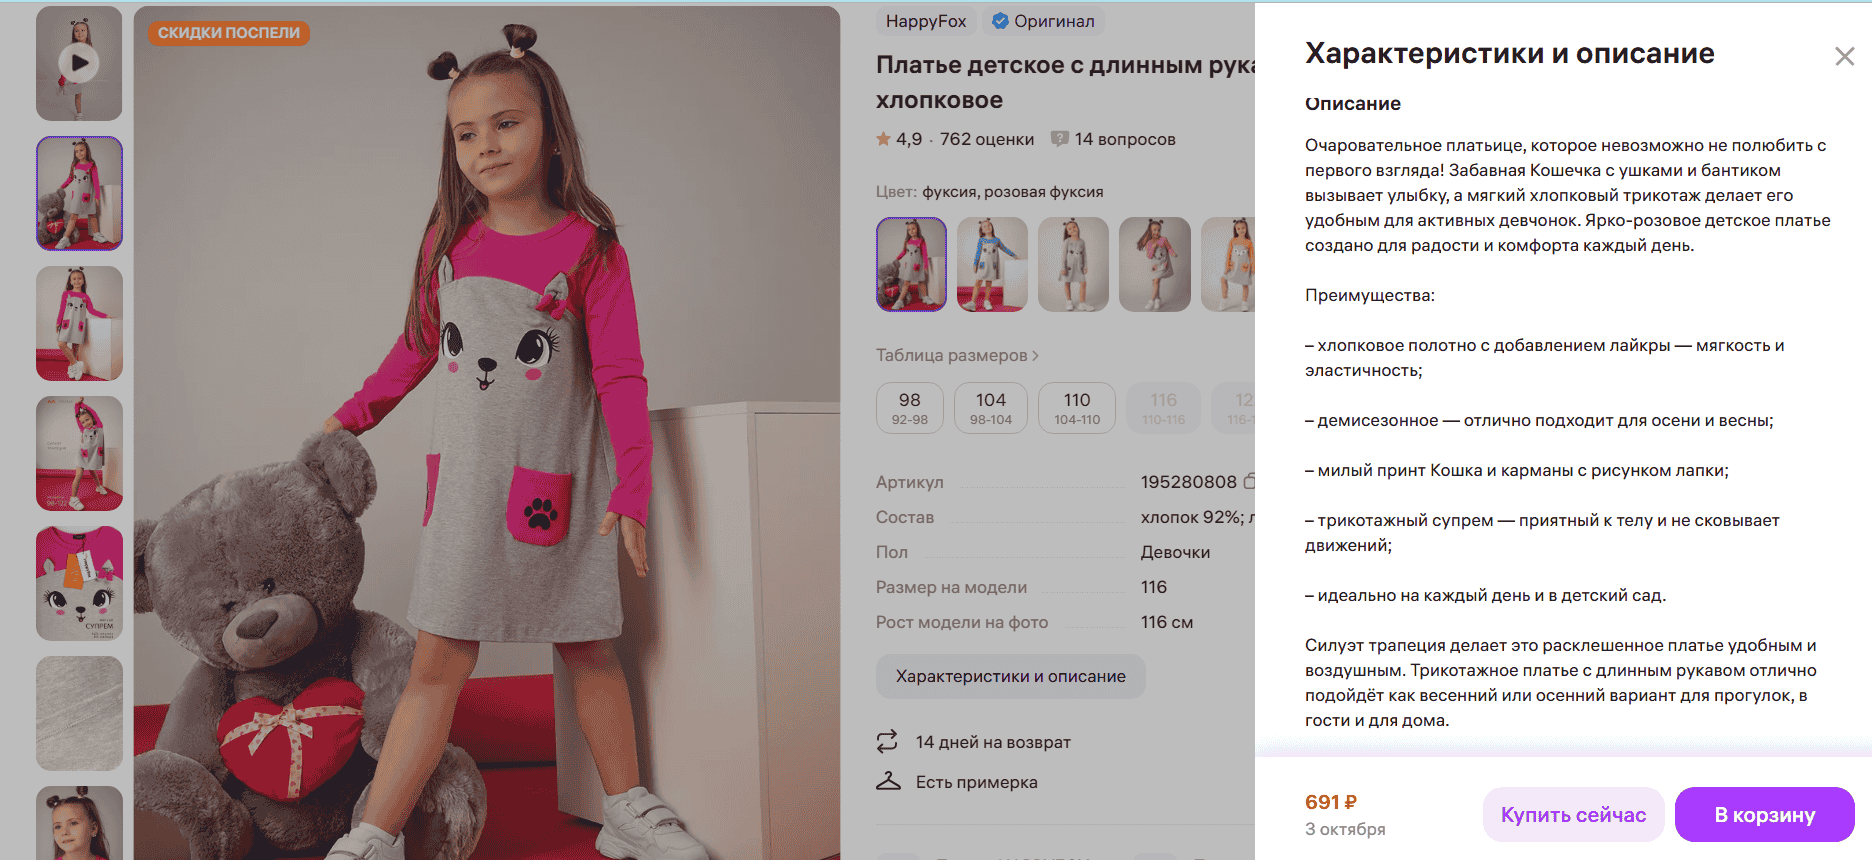 СКИДКИ ПОСПЕЛИ
СУПРЕМ
HappyFox
Оригинал
Платье детское с длинным рука
хлопковое
4,9 · 762 оценки
14 вопросов
Цвет: фуксия, розовая фуксия
Таблица размеров
98
104
110
116
12
92-98
98-104
104-110
110-116
116-1
Артикул 195280808
Состав хлопок 92%; л
Пол Девочки
Размер на модели 116
Рост модели на фото 116 см
Характеристики и описание
14 дней на возврат
Есть примерка
Характеристики и описание
Описание
Очаровательное платьице, которое невозможно не полюбить с
первого взгляда! Забавная Кошечка с ушками и бантиком
вызывает улыбку, а мягкий хлопковый трикотаж делает его
удобным для активных девчонок. Ярко-розовое детское платье
создано для радости и комфорта каждый день.
Преимущества:
– хлопковое полотно с добавлением лайкры — мягкость и
эластичность;
– демисезонное — отлично подходит для осени и весны;
– милый принт Кошка и карманы с рисунком лапки;
– трикотажный супрем — приятный к телу и не сковывает
движений;
– идеально на каждый день и в детский сад.
Силуэт трапеция делает это расклешенное платье удобным и
воздушным. Трикотажное платье с длинным рукавом отлично
подойдёт как весенний или осенний вариант для прогулок, в
гости и для дома.
691 ₽
3 октября
Купить сейчас
В корзину